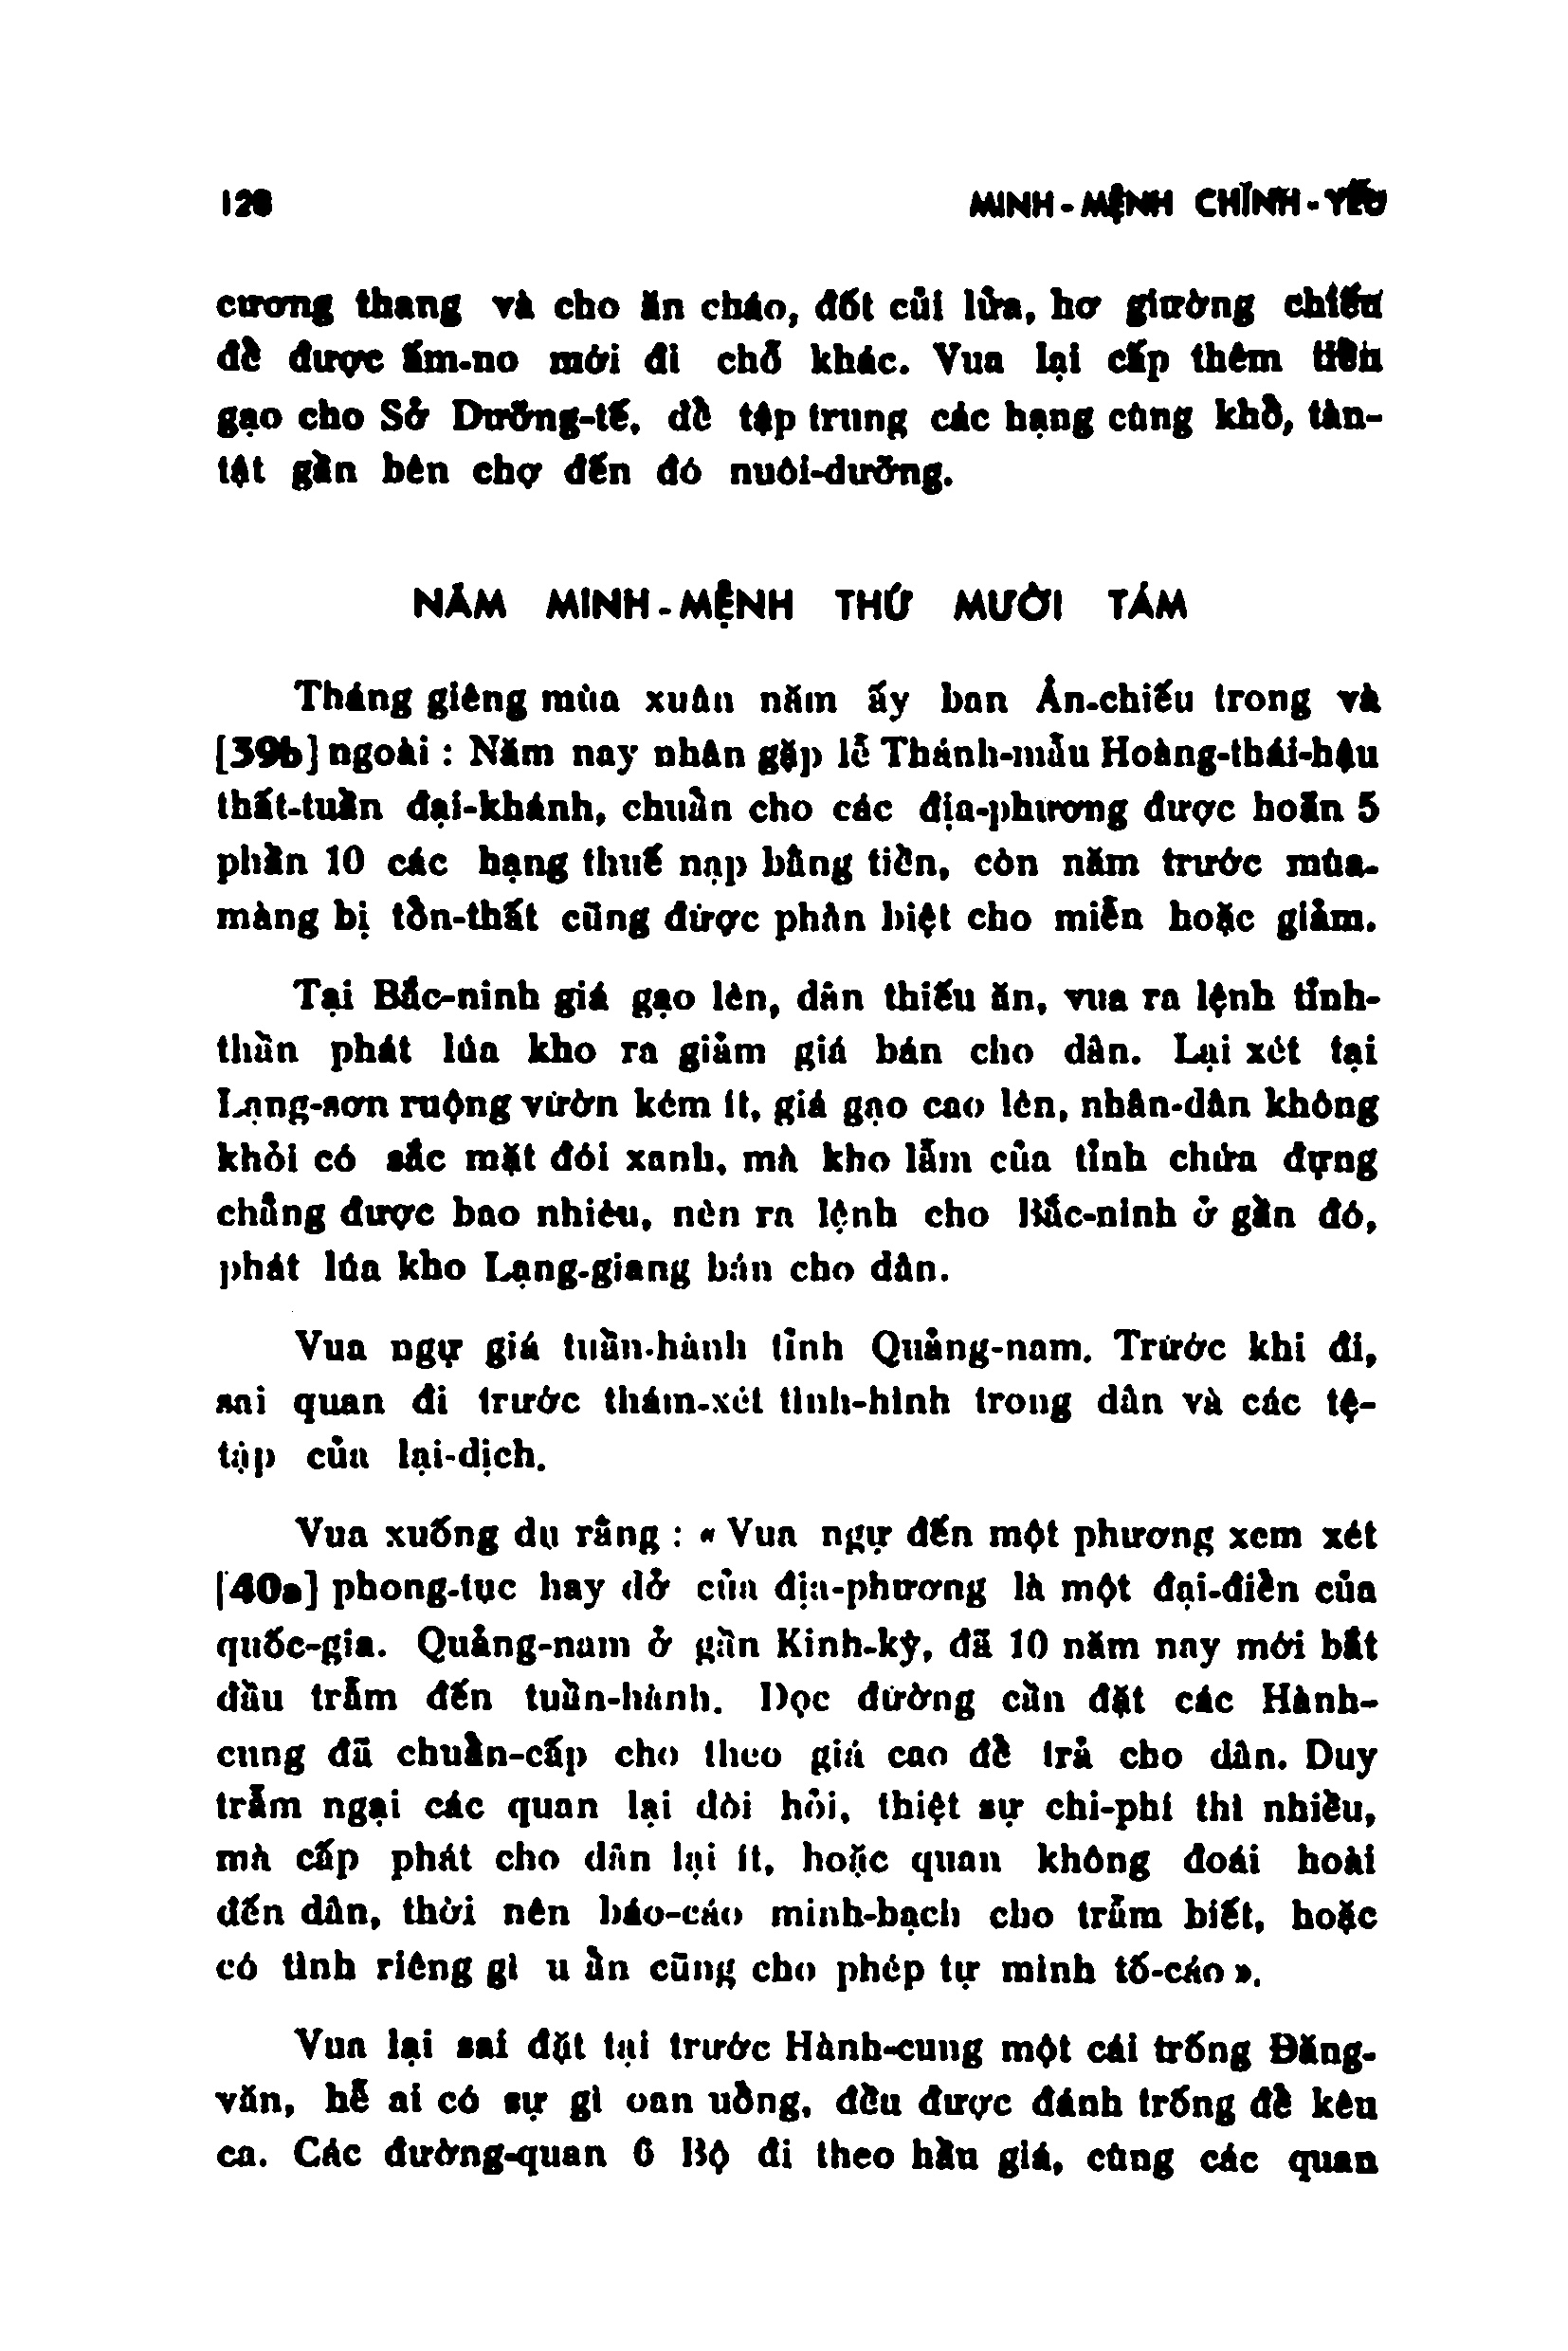 128 MINH-MỆNH CHÍNH-YẾU
cương thang và cho ăn cháo, đốt củi lửa, hơ giường chiếu
để được ấm-no mới đi chỗ khác. Vua lại cấp thêm tiền
gạo cho Sở Dưỡng-tế, để tập trung các hạng cùng khổ, tàn-
tật gần bên chợ đến đó nuôi-dưỡng.
NĂM MINH-MỆNH THỨ MƯỜI TÁM
Tháng giêng mùa xuân năm ấy ban Ân-chiếu trong và
[39b] ngoài : Năm nay nhân gặp lễ Thánh-mẫu Hoàng-thái-hậu
thất-tuần đại-khánh, chuẩn cho các địa-phương được hoãn 5
phần 10 các hạng thuế nạp bằng tiền, còn năm trước mùa-
màng bị tổn-thất cũng được phân biệt cho miễn hoặc giảm.
Tại Bắc-ninh giá gạo lên, dân thiếu ăn, vua ra lệnh tỉnh-
thần phát lúa kho ra giảm giá bán cho dân. Lại xét tại
Lạng-sơn ruộng vườn kém ít, giá gạo cao lên, nhân-dân không
khỏi có sắc mặt đói xanh, mà kho lẫm của tỉnh chứa đựng
chẳng được bao nhiêu, nên ra lệnh cho Bắc-ninh ở gần đó,
phát lúa kho Lạng-giang bán cho dân.
Vua ngự giá tuần-hành tỉnh Quảng-nam. Trước khi đi,
sai quan đi trước thám-xét tình-hình trong dân và các tệ-
tập của lại-dịch.
Vua xuống dụ rằng : « Vua ngự đến một phương xem xét
[40a] phong-tục hay dở của địa-phương là một đại-điển của
quốc-gia. Quảng-nam ở gần Kinh-kỳ, đã 10 năm nay mới bắt
đầu trẫm đến tuần-hành. Dọc đường cần đặt các Hành-
cung đã chuẩn-cấp cho theo giá cao để trả cho dân. Duy
trẫm ngại các quan lại đòi hỏi, thiệt sự chi-phí thì nhiều,
mà cấp phát cho dân lại ít, hoặc quan không đoái hoài
đến dân, thời nên báo-cáo minh-bạch cho trẫm biết, hoặc
có tình riêng gì u ẩn cũng cho phép tự mình tố-cáo ».
Vua lại sai đặt tại trước Hành-cung một cái trống Đăng-
văn, hễ ai có sự gì oan uổng, đều được đánh trống để kêu
ca. Các đường-quan 6 Bộ đi theo hầu giá, cùng các quan